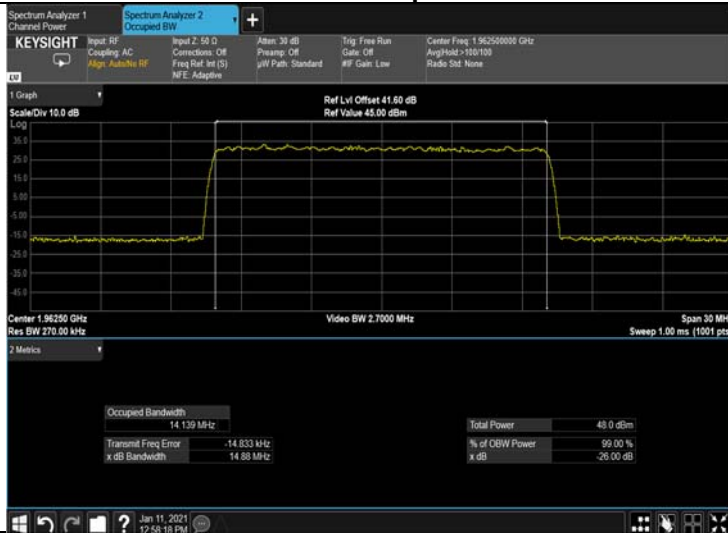 Spectrum Analyzer 1
Channel Power
Spectrum Analyzer 2
Occupied BW
+
KEYSIGHT
Input: RF
Coupling: AC
Align: Auto/No RF
Input Z: 50 Ω
Corrections: Off
Freq Ref: Int (S)
NFE: Adaptive
Atten: 30 dB
Preamp: Off
µW Path: Standard
Trig: Free Run
Gate: Off
#IF Gain: Low
Center Freq: 1.962500000 GHz
Avg|Hold:>100/100
Radio Std: None
1 Graph
Scale/Div 10.0 dB
Ref Lvl Offset 41.60 dB
Ref Value 45.00 dBm
Log
35.0
25.0
15.0
5.00
-5.00
-15.0
-25.0
-35.0
-45.0
Center 1.96250 GHz
Res BW 270.00 kHz
Video BW 2.7000 MHz
Span 30 MH
Sweep 1.00 ms (1001 pts
2 Metrics
Occupied Bandwidth
14.139 MHz
Transmit Freq Error -14.833 kHz
x dB Bandwidth 14.88 MHz
Total Power 48.0 dBm
% of OBW Power 99.00 %
x dB -26.00 dB
?
Jan 11, 2021
12:58:18 PM